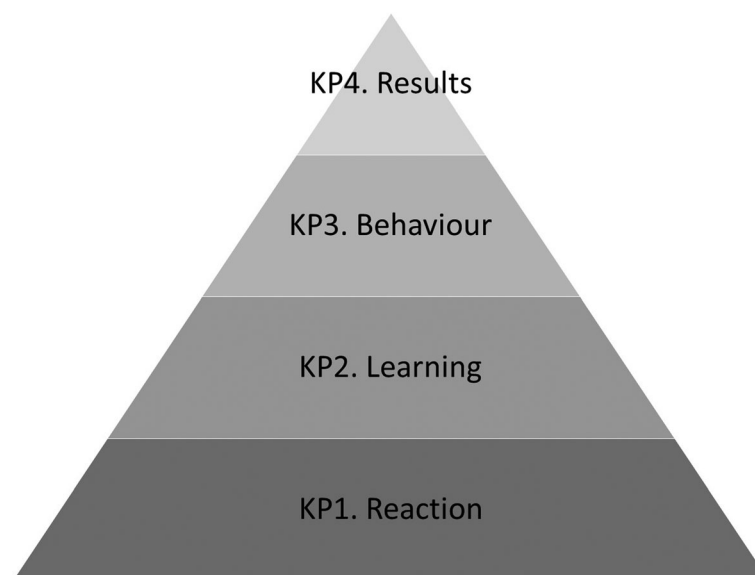 KP4. Results
KP3. Behaviour
KP2. Learning
KP1. Reaction